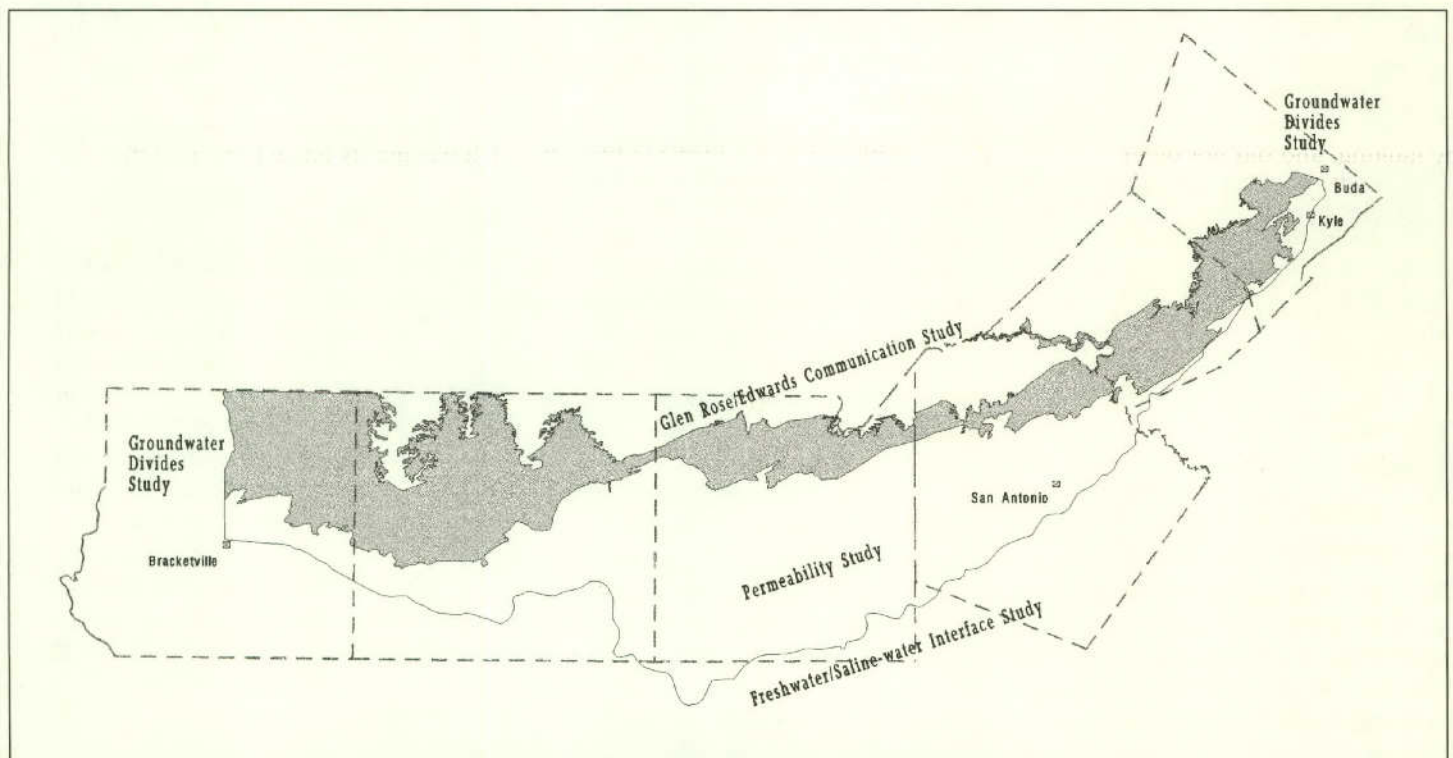 Groundwater
Divides
Study
Buda
Kyle
Glen Rose/Edwards Communication Study
Groundwater
Divides
Study
San Antonio
Bracketville
Permeability Study
Freshwater/Saline-water Interface Study